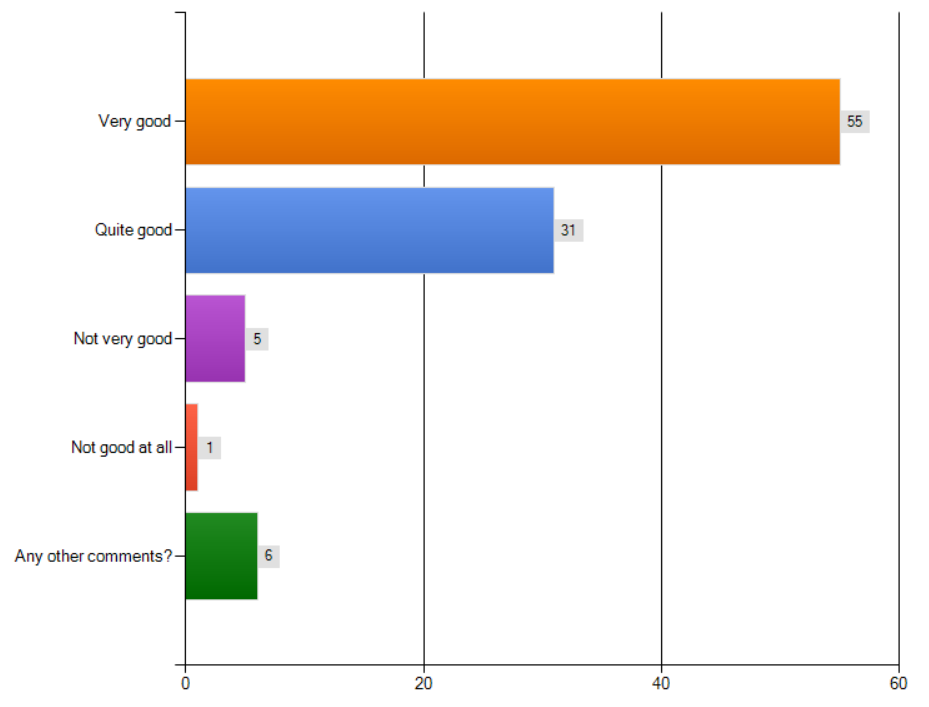 Very good 55
Quite good 31
Not very good 5
Not good at all 1
Any other comments? 6
0 20 40 60